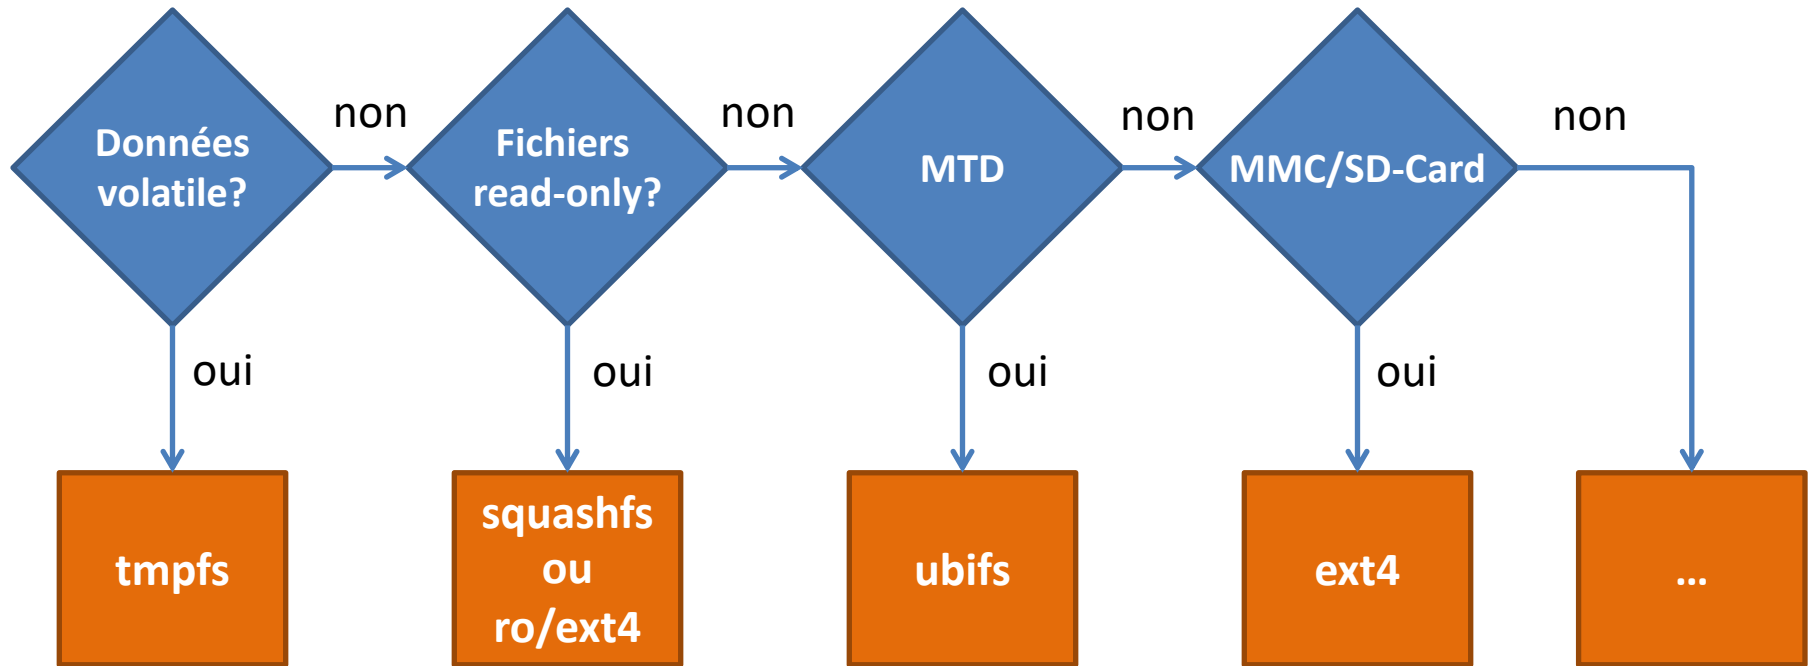 Données
volatile?
non
Fichiers
read-only?
non
MTD
non
MMC/SD-Card
non
oui
oui
oui
oui
tmpfs
squashfs
ou
ro/ext4
ubifs
ext4
...